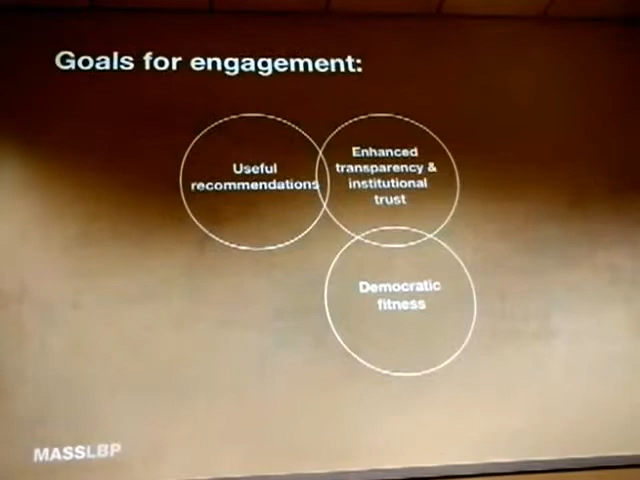 Goals for engagement:
Useful
recommendations
Enhanced
transparency &
institutional
trust
Democratic
fitness
MASSLBP